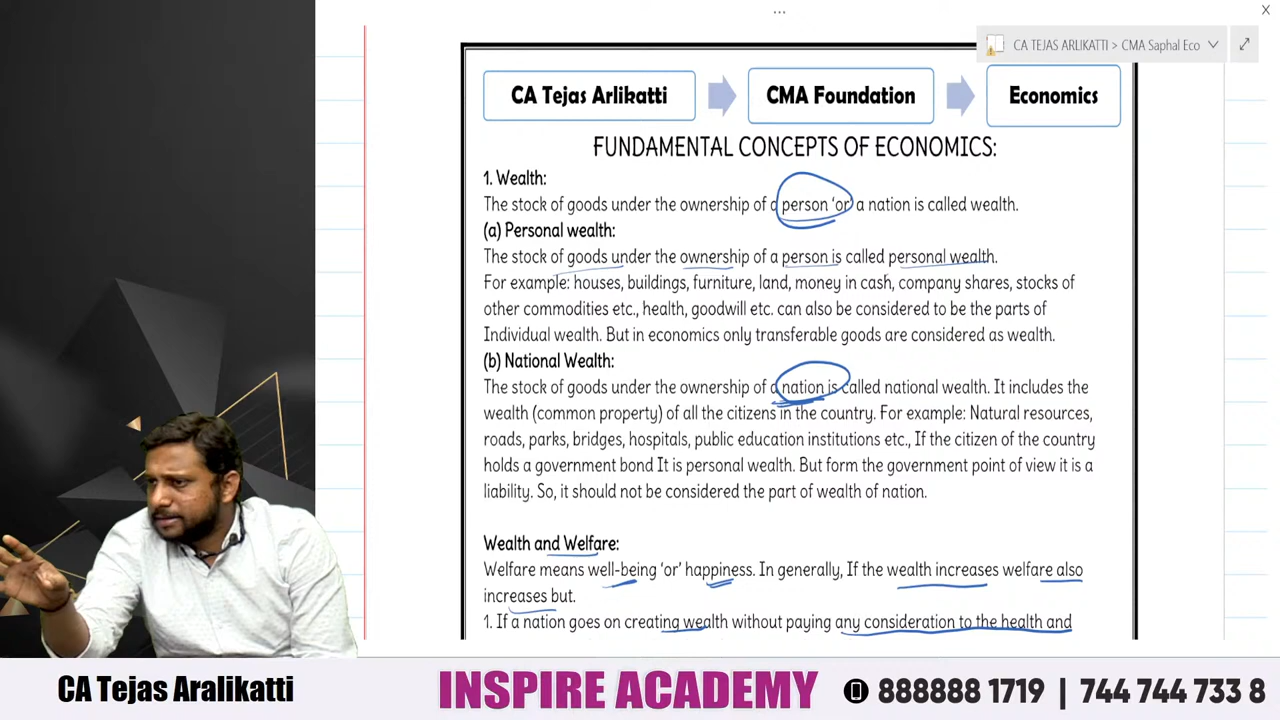 CA TEJAS ARLIKATTI > CMA Saphal Eco
CA Tejas Arlikatti
CMA Foundation
Economics
FUNDAMENTAL CONCEPTS OF ECONOMICS:
1. Wealth:
The stock of goods under the ownership of a person ‘or’ a nation is called wealth.
(a) Personal wealth:
The stock of goods under the ownership of a person is called personal wealth.
For example: houses, buildings, furniture, land, money in cash, company shares, stocks of
other commodities etc., health, goodwill etc. can also be considered to be the parts of
Individual wealth. But in economics only transferable goods are considered as wealth.
(b) National Wealth:
The stock of goods under the ownership of a nation is called national wealth. It includes the
wealth (common property) of all the citizens in the country. For example: Natural resources,
roads, parks, bridges, hospitals, public education institutions etc., If the citizen of the country
holds a government bond It is personal wealth. But form the government point of view it is a
liability. So, it should not be considered the part of wealth of nation.
Wealth and Welfare:
Welfare means well-being ‘or’ happiness. In generally, If the wealth increases welfare also
increases but.
1. If a nation goes on creating wealth without paying any consideration to the health and
CA Tejas Aralikatti
INSPIRE ACADEMY
888888 1719 | 744 744 733 8